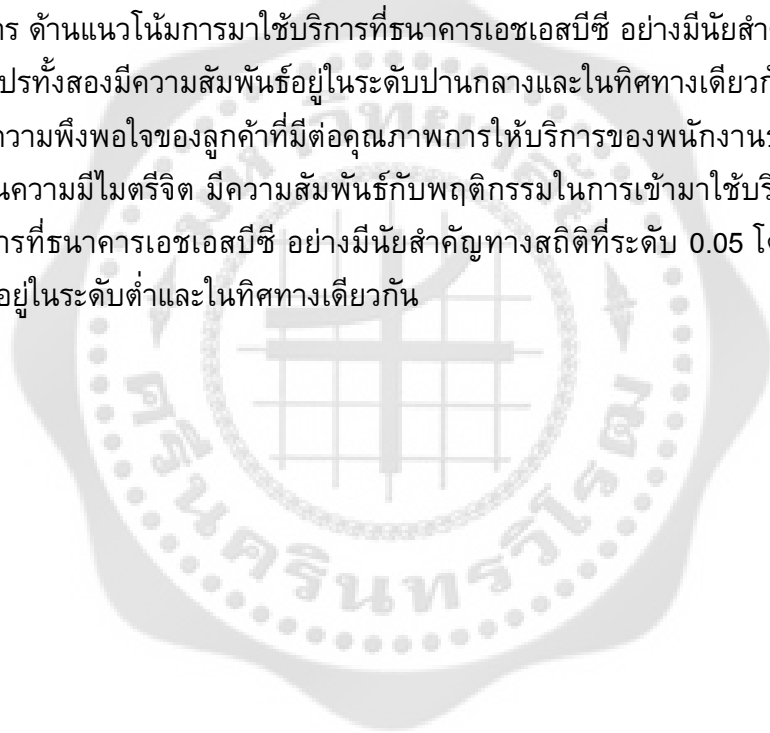 ร ด้านแนวโน้มการมาใช้บริการที่ธนาคารเอชเอสบีซี อย่างมีนัยสำ
ปรทั้งสองมีความสัมพันธ์อยู่ในระดับปานกลางและในทิศทางเดียวกั
ความพึงพอใจของลูกค้าที่มีต่อคุณภาพการให้บริการของพนักงาน
นความมีไมตรีจิต มีความสัมพันธ์กับพฤติกรรมในการเข้ามาใช้บริ
การที่ธนาคารเอชเอสบีซี อย่างมีนัยสำคัญทางสถิติที่ระดับ 0.05 โ
อยู่ในระดับต่ำและในทิศทางเดียวกัน
มหาวิทยาลัย
ศรีนครินทรวิโรฒ